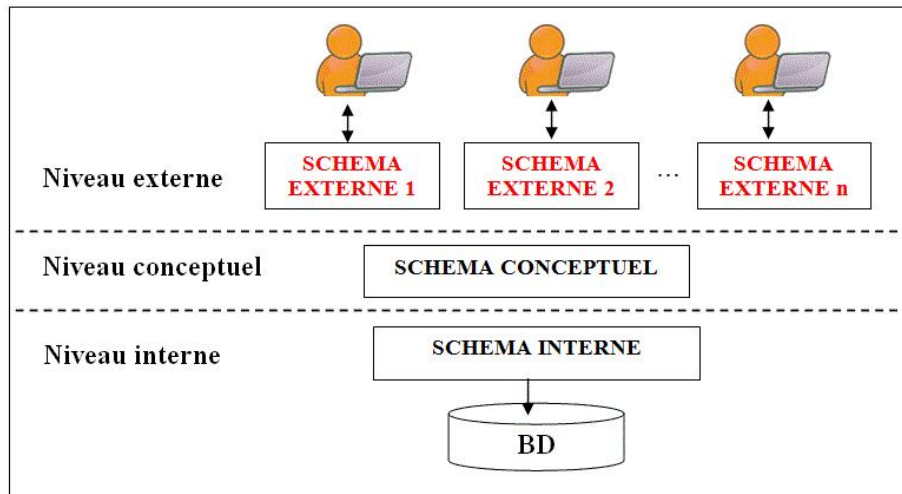 Niveau externe
SCHEMA
EXTERNE 1
SCHEMA
EXTERNE 2
...
SCHEMA
EXTERNE n
Niveau conceptuel
SCHEMA CONCEPTUEL
Niveau interne
SCHEMA INTERNE
BD